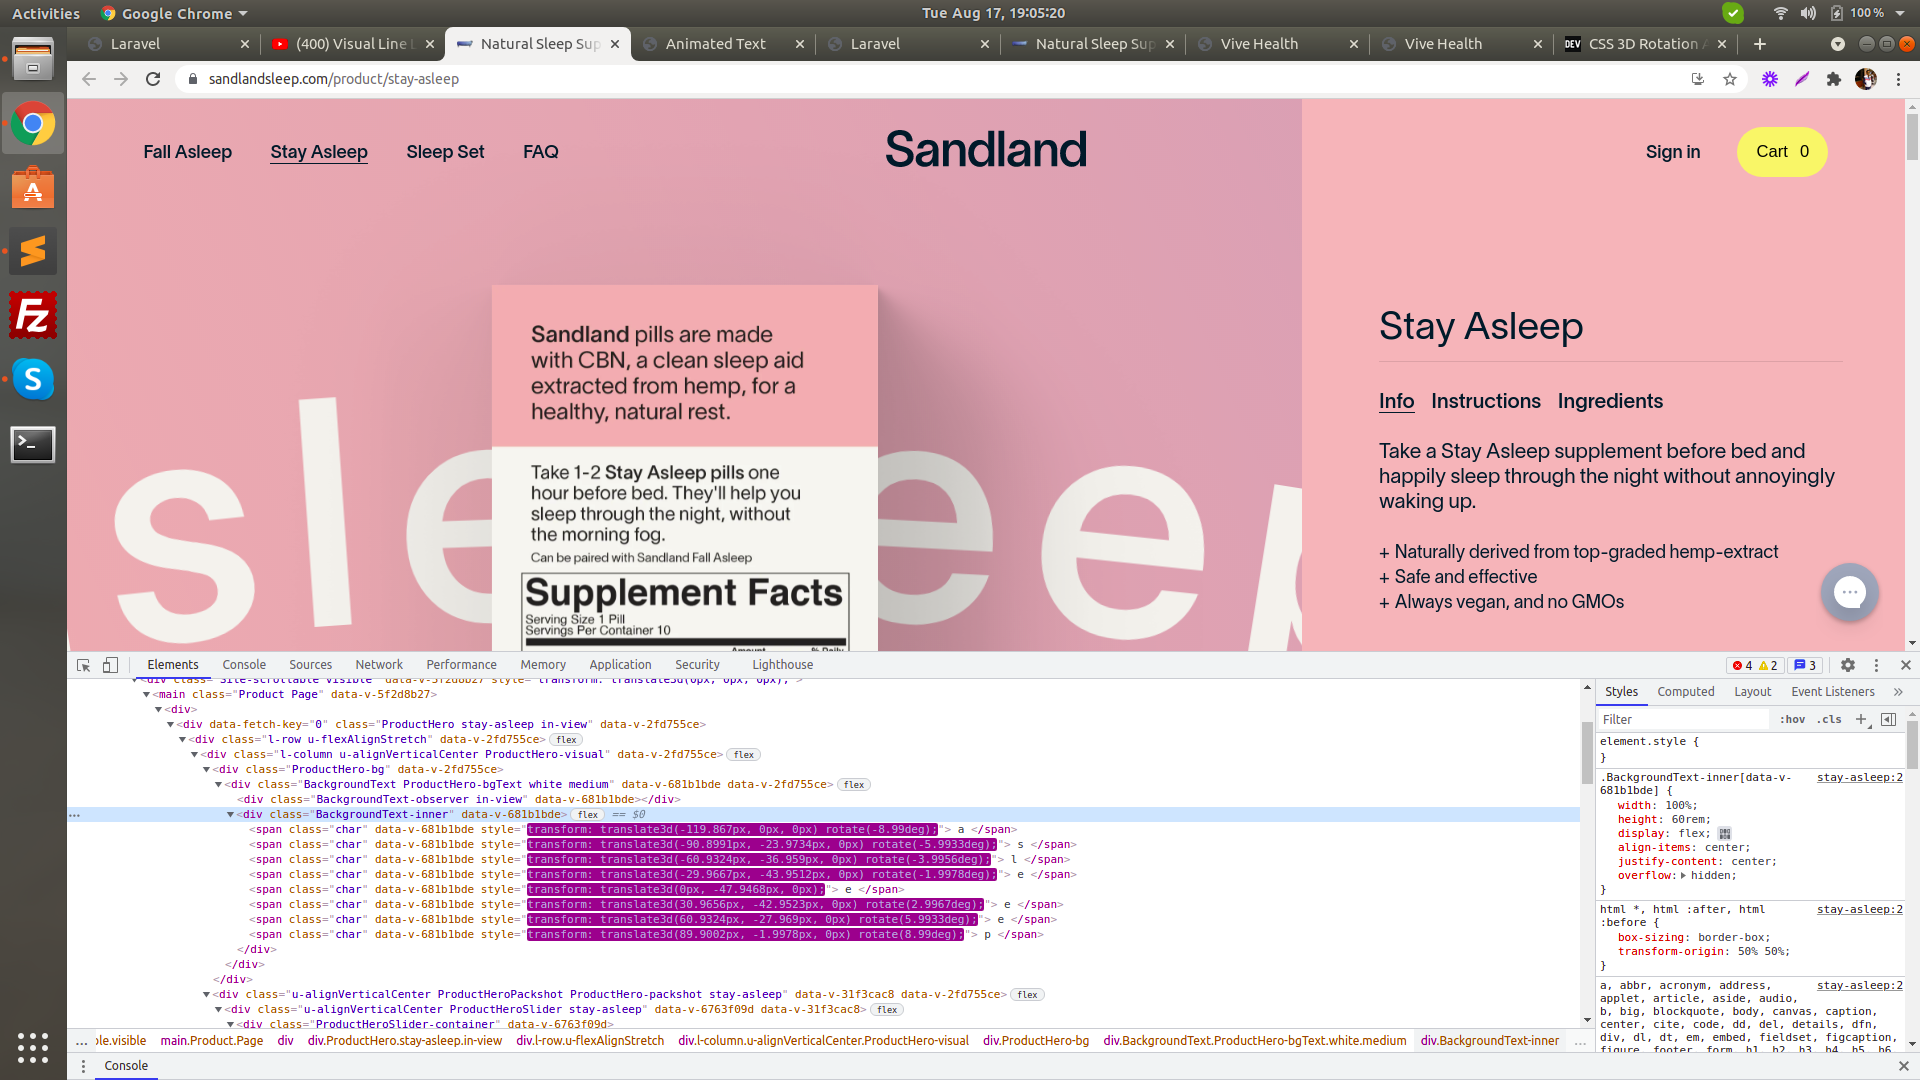 Activities
Google Chrome
Tue Aug 17, 19:05:20
100 %
Laravel
(400) Visual Line
Natural Sleep Sup
Animated Text
Laravel
Natural Sleep Sup
Vive Health
Vive Health
DEV
CSS 3D Rotation
sandlandsleep.com/product/stay-asleep
Fall Asleep
Stay Asleep
Sleep Set
FAQ
Sandland
Sign in
Cart 0
Sandland pills are made
with CBN, a clean sleep aid
extracted from hemp, for a
healthy, natural rest.
Take 1-2 Stay Asleep pills one
hour before bed. They'll help you
sleep through the night, without
the morning fog.
Can be paired with Sandland Fall Asleep
Supplement Facts
Serving Size 1 Pill
Servings Per Container 10
Amount
% Daily
sle eep
Stay Asleep
Info
Instructions
Ingredients
Take a Stay Asleep supplement before bed and
happily sleep through the night without annoyingly
waking up.
+ Naturally derived from top-graded hemp-extract
+ Safe and effective
+ Always vegan, and no GMOs
Elements
Console
Sources
Network
Performance
Memory
Application
Security
Lighthouse
4
2
3
<div class="Site-scrollable visible" data-v-5f2d8b27 style="transform: translate3d(0px, 0px, 0px);">
<main class="Product Page" data-v-5f2d8b27>
<div>
<div data-fetch-key="0" class="ProductHero stay-asleep in-view" data-v-2fd755ce>
<div class="l-row u-flexAlignStretch" data-v-2fd755ce> flex
<div class="l-column u-alignVerticalCenter ProductHero-visual" data-v-2fd755ce> flex
<div class="ProductHero-bg" data-v-2fd755ce>
<div class="BackgroundText ProductHero-bgText white medium" data-v-681b1bde data-v-2fd755ce> flex
<div class="BackgroundText-observer in-view" data-v-681b1bde></div>
... <div class="BackgroundText-inner" data-v-681b1bde> flex == $0
<span class="char" data-v-681b1bde style="transform: translate3d(-119.867px, 0px, 0px) rotate(-8.99deg);"> a </span>
<span class="char" data-v-681b1bde style="transform: translate3d(-90.8991px, -23.9734px, 0px) rotate(-5.9933deg);"> s </span>
<span class="char" data-v-681b1bde style="transform: translate3d(-60.9324px, -36.959px, 0px) rotate(-3.9956deg);"> l </span>
<span class="char" data-v-681b1bde style="transform: translate3d(-29.9667px, -43.9512px, 0px) rotate(-1.9978deg);"> e </span>
<span class="char" data-v-681b1bde style="transform: translate3d(0px, -47.9468px, 0px);"> e </span>
<span class="char" data-v-681b1bde style="transform: translate3d(30.9656px, -42.9523px, 0px) rotate(2.9967deg);"> e </span>
<span class="char" data-v-681b1bde style="transform: translate3d(60.9324px, -27.969px, 0px) rotate(5.9933deg);"> e </span>
<span class="char" data-v-681b1bde style="transform: translate3d(89.9002px, -1.9978px, 0px) rotate(8.99deg);"> p </span>
</div>
</div>
</div>
<div class="u-alignVerticalCenter ProductHeroPackshot ProductHero-packshot stay-asleep" data-v-31f3cac8 data-v-2fd755ce> flex
<div class="u-alignVerticalCenter ProductHeroSlider stay-asleep" data-v-6763f09d data-v-31f3cac8> flex
<div class="ProductHeroSlider-container" data-v-6763f09d>
Styles
Computed
Layout
Event Listeners
»
Filter
:hov
.cls
+
element.style {
}
.BackgroundText-inner[data-v-681b1bde] { stay-asleep:2
width: 100%;
height: 60rem;
display: flex;
align-items: center;
justify-content: center;
overflow: hidden;
}
html *, html :after, html stay-asleep:2
:before {
box-sizing: border-box;
transform-origin: 50% 50%;
}
a, abbr, acronym, address, stay-asleep:2
applet, article, aside, audio,
b, big, blockquote, body, canvas, caption,
center, cite, code, dd, del, details, dfn,
div, dl, dt, em, embed, fieldset, figcaption,
figure, footer, form, h1, h2, h3, h4, h5, h6,
... ole.visible main.Product.Page div div.ProductHero.stay-asleep.in-view div.l-row.u-flexAlignStretch div.l-column.u-alignVerticalCenter.ProductHero-visual div.ProductHero-bg div.BackgroundText.ProductHero-bgText.white.medium div.BackgroundText-inner ...
Console